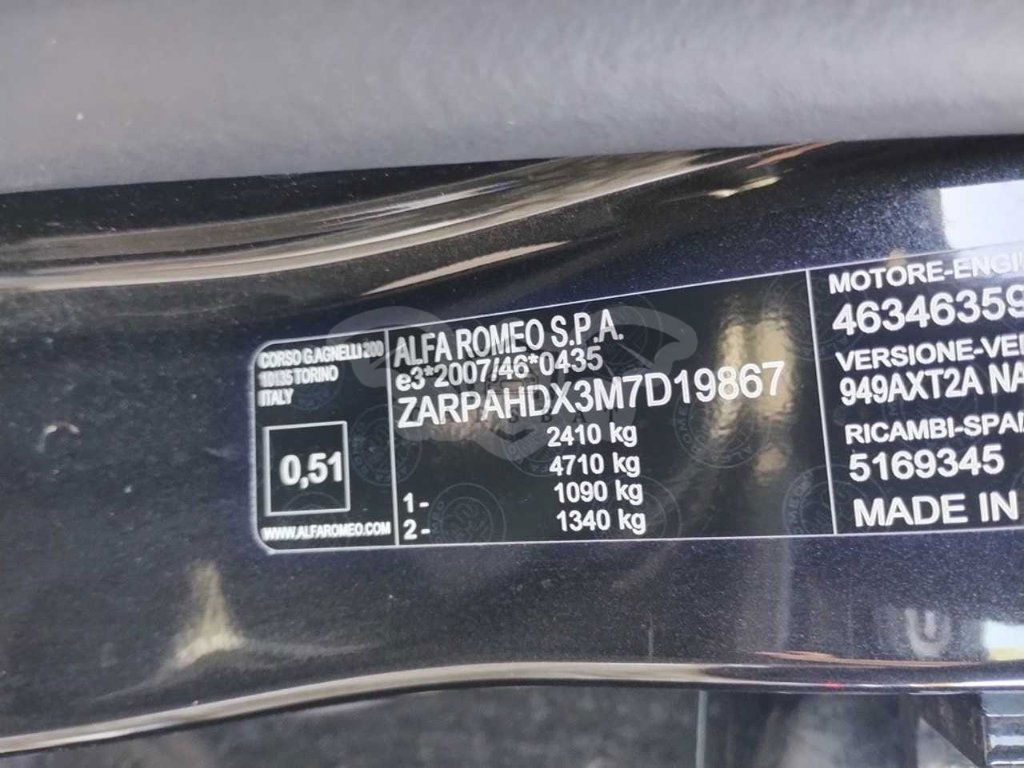 CORSO G.AGNELLI 200
10135 TORINO
ITALY
0,51
WWW.ALFAROMEO.COM
ALFA ROMEO S.P.A.
e3*2007/46*0435
ZARPAHDX3M7D19867
2410 kg
4710 kg
1- 1090 kg
2- 1340 kg
MOTORE-ENGI
46346359
VERSIONE-VE
949AXT2A NA
RICAMBI-SPA
5169345
MADE IN